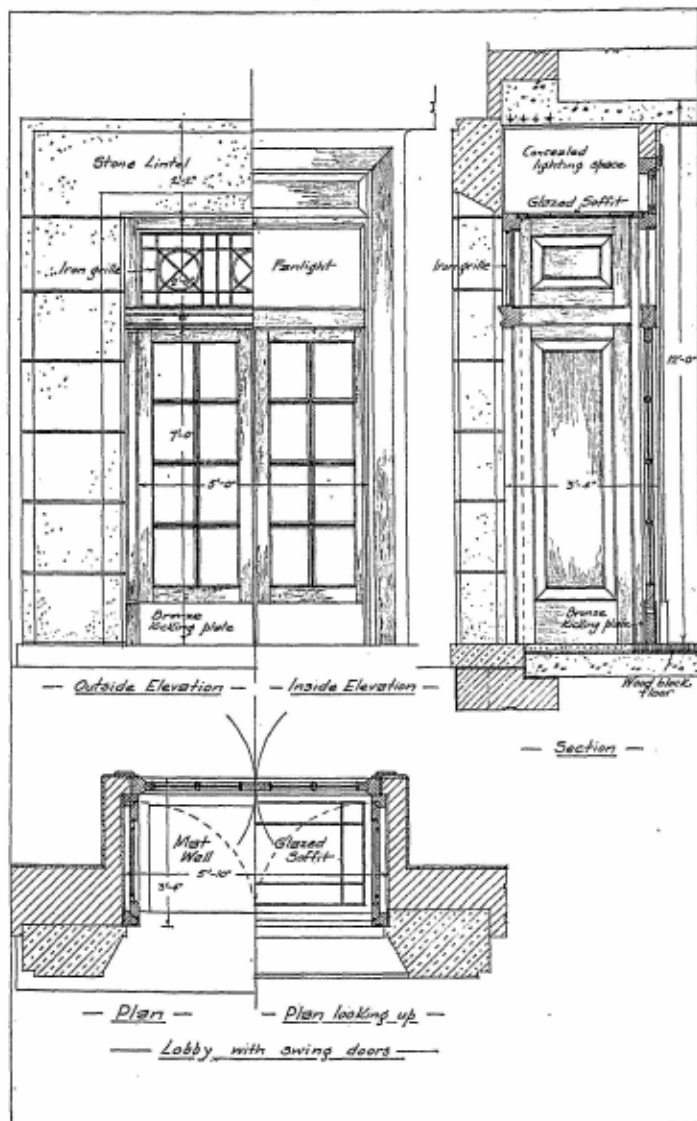 Stone Lintel
Iron grille
Fanlight
7'-0"
5'-0"
Bronze
kicking plate
— Outside Elevation —
— Inside Elevation —
Concealed
lighting space
Glazed Soffit
Iron grille
12'-0"
3'-6"
Bronze
kicking plate
Wood block
floor
— Section —
Mat
Well
Glazed
Soffit
5'-10"
3'-6"
— Plan —
— Plan looking up —
— Lobby with swing doors —